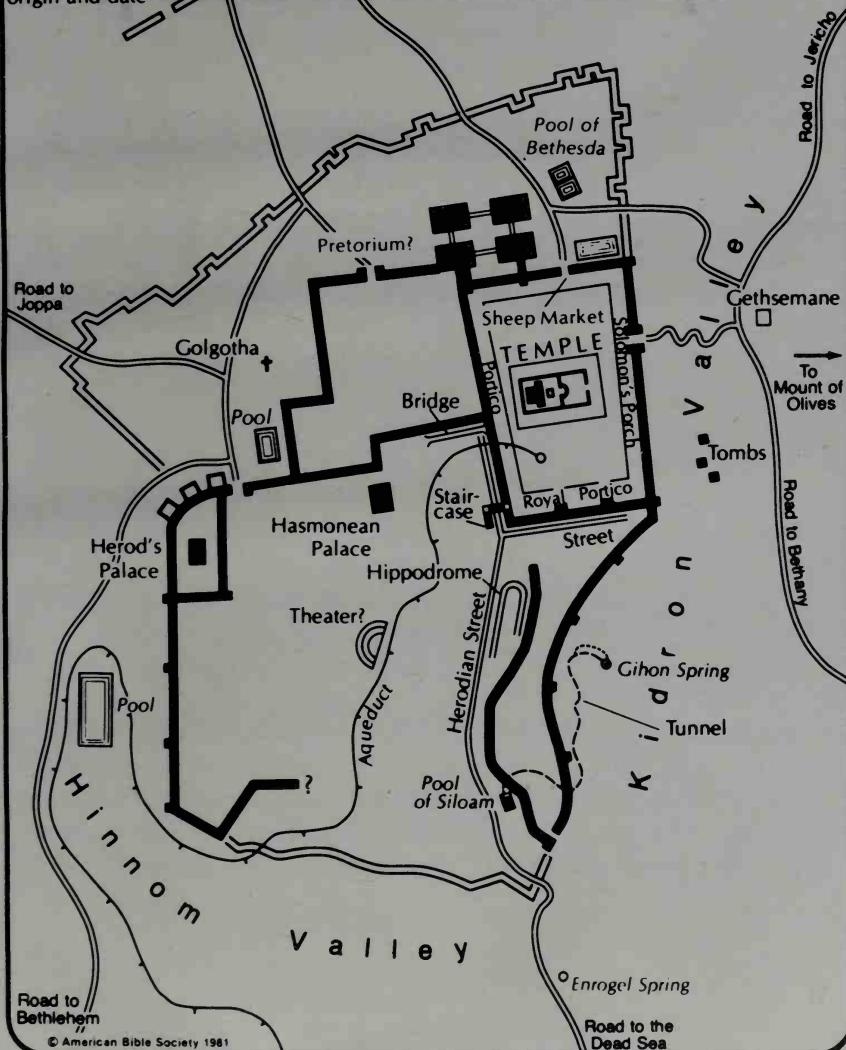 origin and date
Road to Jericho
Pool of
Bethesda
Pretorium?
Road to
Joppa
Gethsemane
Sheep Market
TEMPLE
Solomon's Porch
Portico
Golgotha
To
Mount of
Olives
Pool
Bridge
Tombs
Stair-
case
Royal Portico
Street
Hasmonean
Palace
Herod's
Palace
Road to Bethany
Hippodrome
Theater?
Herodian Street
Gihon Spring
Pool
Aqueduct
Tunnel
Kidron Valley
?
Pool
of Siloam
Hinnom
Valley
Enrogel Spring
Road to
Bethlehem
Road to the
Dead Sea
© American Bible Society 1981